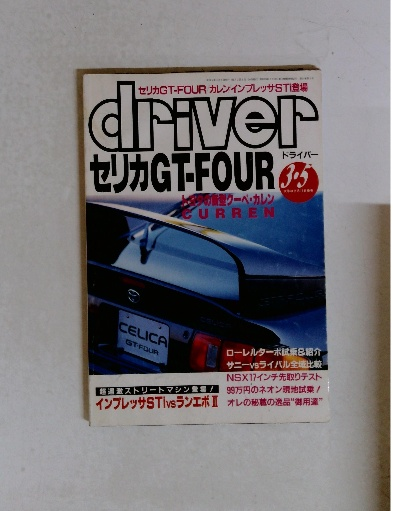 セリカGT-FOUR カレン インプレッサSTi登場
driver
ドライバー
セリカGT-FOUR
3・5
トヨタの新型クーペ・カレン
CURREN
CELICA
GT-FOUR
ローレルターボ試乗&紹介
サニーvsライバル全域比較
NSX17インチ先取りテスト
超過激ストリートマシン登場！
99万円のネオン現地試乗！
インプレッサSTivsランエボⅡ
オレの秘蔵の逸品"御用達"